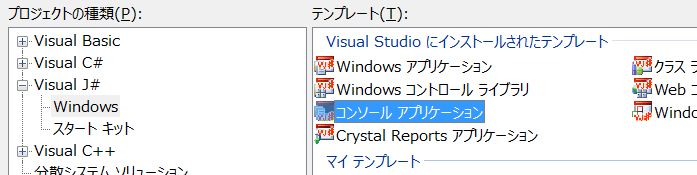 プロジェクトの種類(P):
Visual Basic
Visual C#
Visual J#
Windows
スタート キット
Visual C++
分散システム ソリューション
テンプレート(T):
Visual Studio にインストールされたテンプレート
Windows アプリケーション
Windows コントロール ライブラリ
コンソール アプリケーション
Crystal Reports アプリケーション
クラス ラ
Web コ
Windo
マイ テンプレート